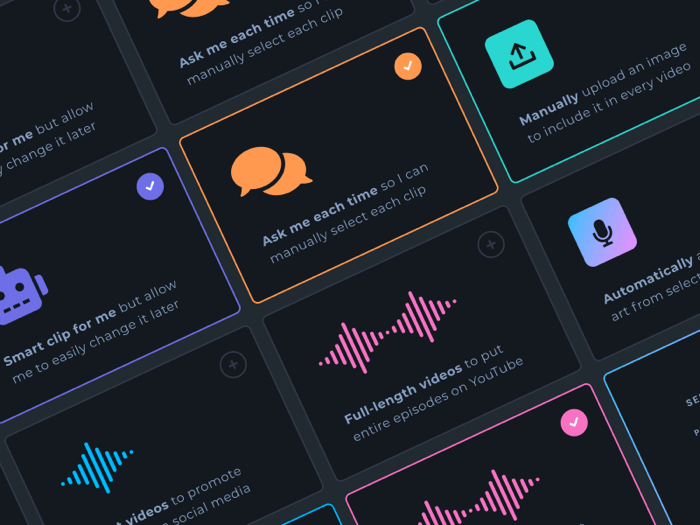 Ask me each time so I
manually select each clip
Manually upload an image
to include it in every video
for me but allow
change it later
Ask me each time so I can
manually select each clip
Smart clip for me but allow
me to easily change it later
Automatically
art from select
Full-length videos to put
entire episodes on YouTube
videos to promote
social media